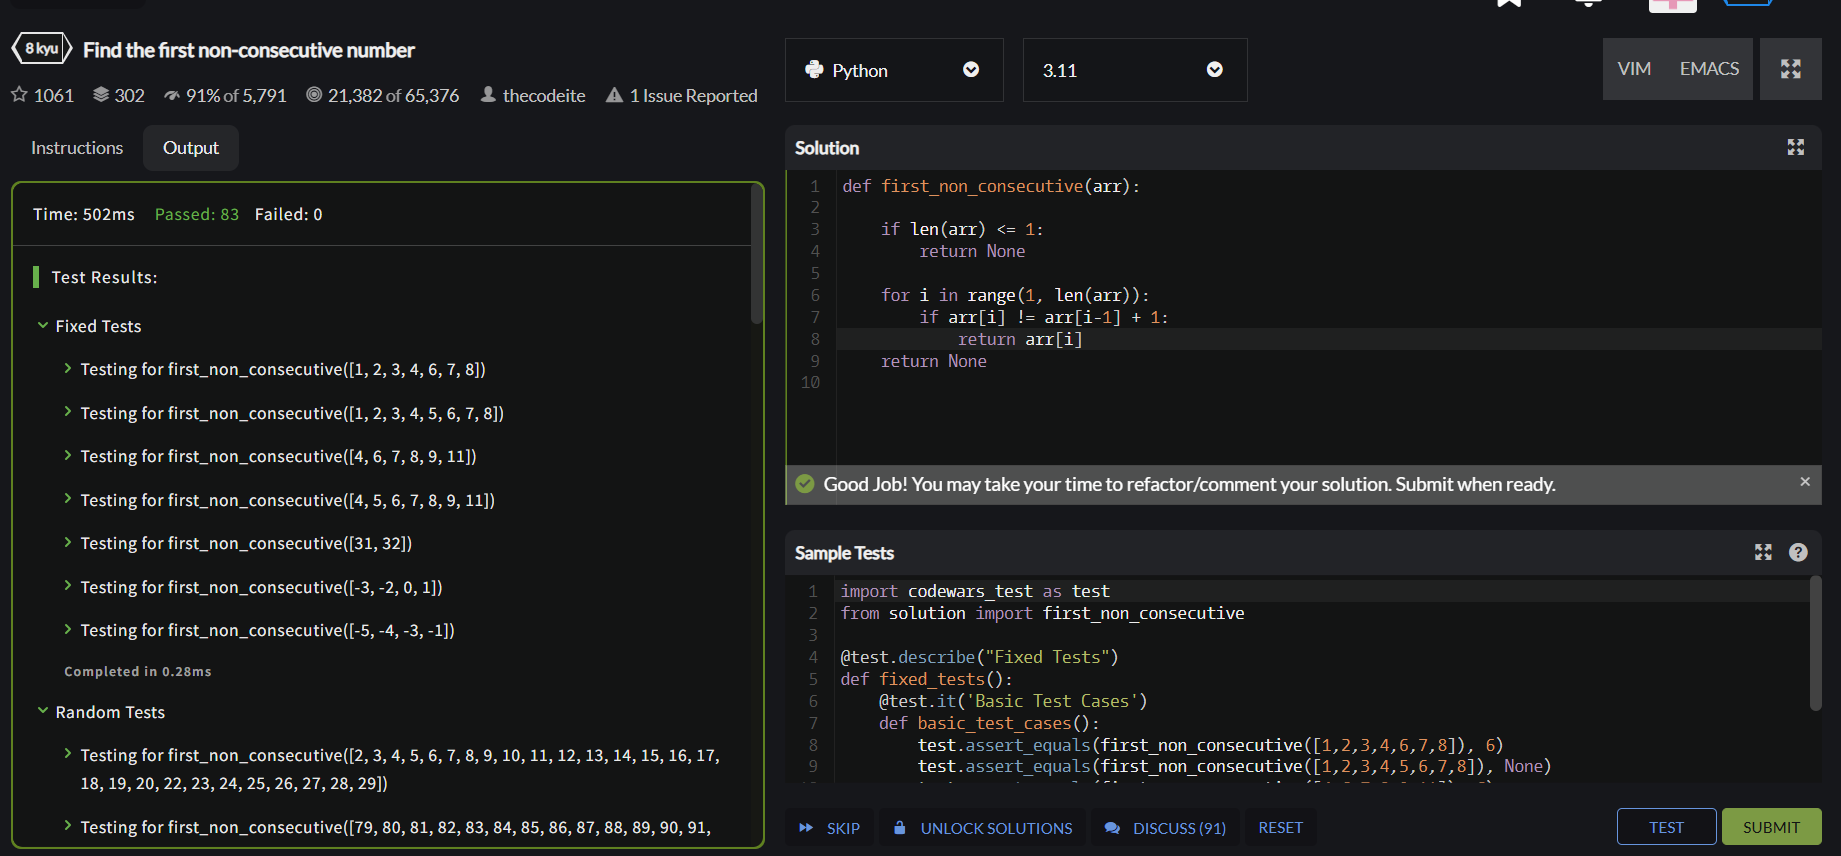 8 kyu Find the first non-consecutive number
1061 302 91% of 5,791 21,382 of 65,376 thecodeite 1 Issue Reported
Instructions Output
Time: 502ms Passed: 83 Failed: 0
Test Results:
Fixed Tests
Testing for first_non_consecutive([1, 2, 3, 4, 6, 7, 8])
Testing for first_non_consecutive([1, 2, 3, 4, 5, 6, 7, 8])
Testing for first_non_consecutive([4, 6, 7, 8, 9, 11])
Testing for first_non_consecutive([4, 5, 6, 7, 8, 9, 11])
Testing for first_non_consecutive([31, 32])
Testing for first_non_consecutive([-3, -2, 0, 1])
Testing for first_non_consecutive([-5, -4, -3, -1])
Completed in 0.28ms
Random Tests
Testing for first_non_consecutive([2, 3, 4, 5, 6, 7, 8, 9, 10, 11, 12, 13, 14, 15, 16, 17,
18, 19, 20, 22, 23, 24, 25, 26, 27, 28, 29])
Testing for first_non_consecutive([79, 80, 81, 82, 83, 84, 85, 86, 87, 88, 89, 90, 91,
Python 3.11 VIM EMACS
Solution
1 def first_non_consecutive(arr):
2
3 if len(arr) <= 1:
4 return None
5
6 for i in range(1, len(arr)):
7 if arr[i] != arr[i-1] + 1:
8 return arr[i]
9 return None
10
Good Job! You may take your time to refactor/comment your solution. Submit when ready. ×
Sample Tests ?
1 import codewars_test as test
2 from solution import first_non_consecutive
3
4 @test.describe("Fixed Tests")
5 def fixed_tests():
6 @test.it('Basic Test Cases')
7 def basic_test_cases():
8 test.assert_equals(first_non_consecutive([1,2,3,4,6,7,8]), 6)
9 test.assert_equals(first_non_consecutive([1,2,3,4,5,6,7,8]), None)
SKIP UNLOCK SOLUTIONS DISCUSS (91) RESET TEST SUBMIT